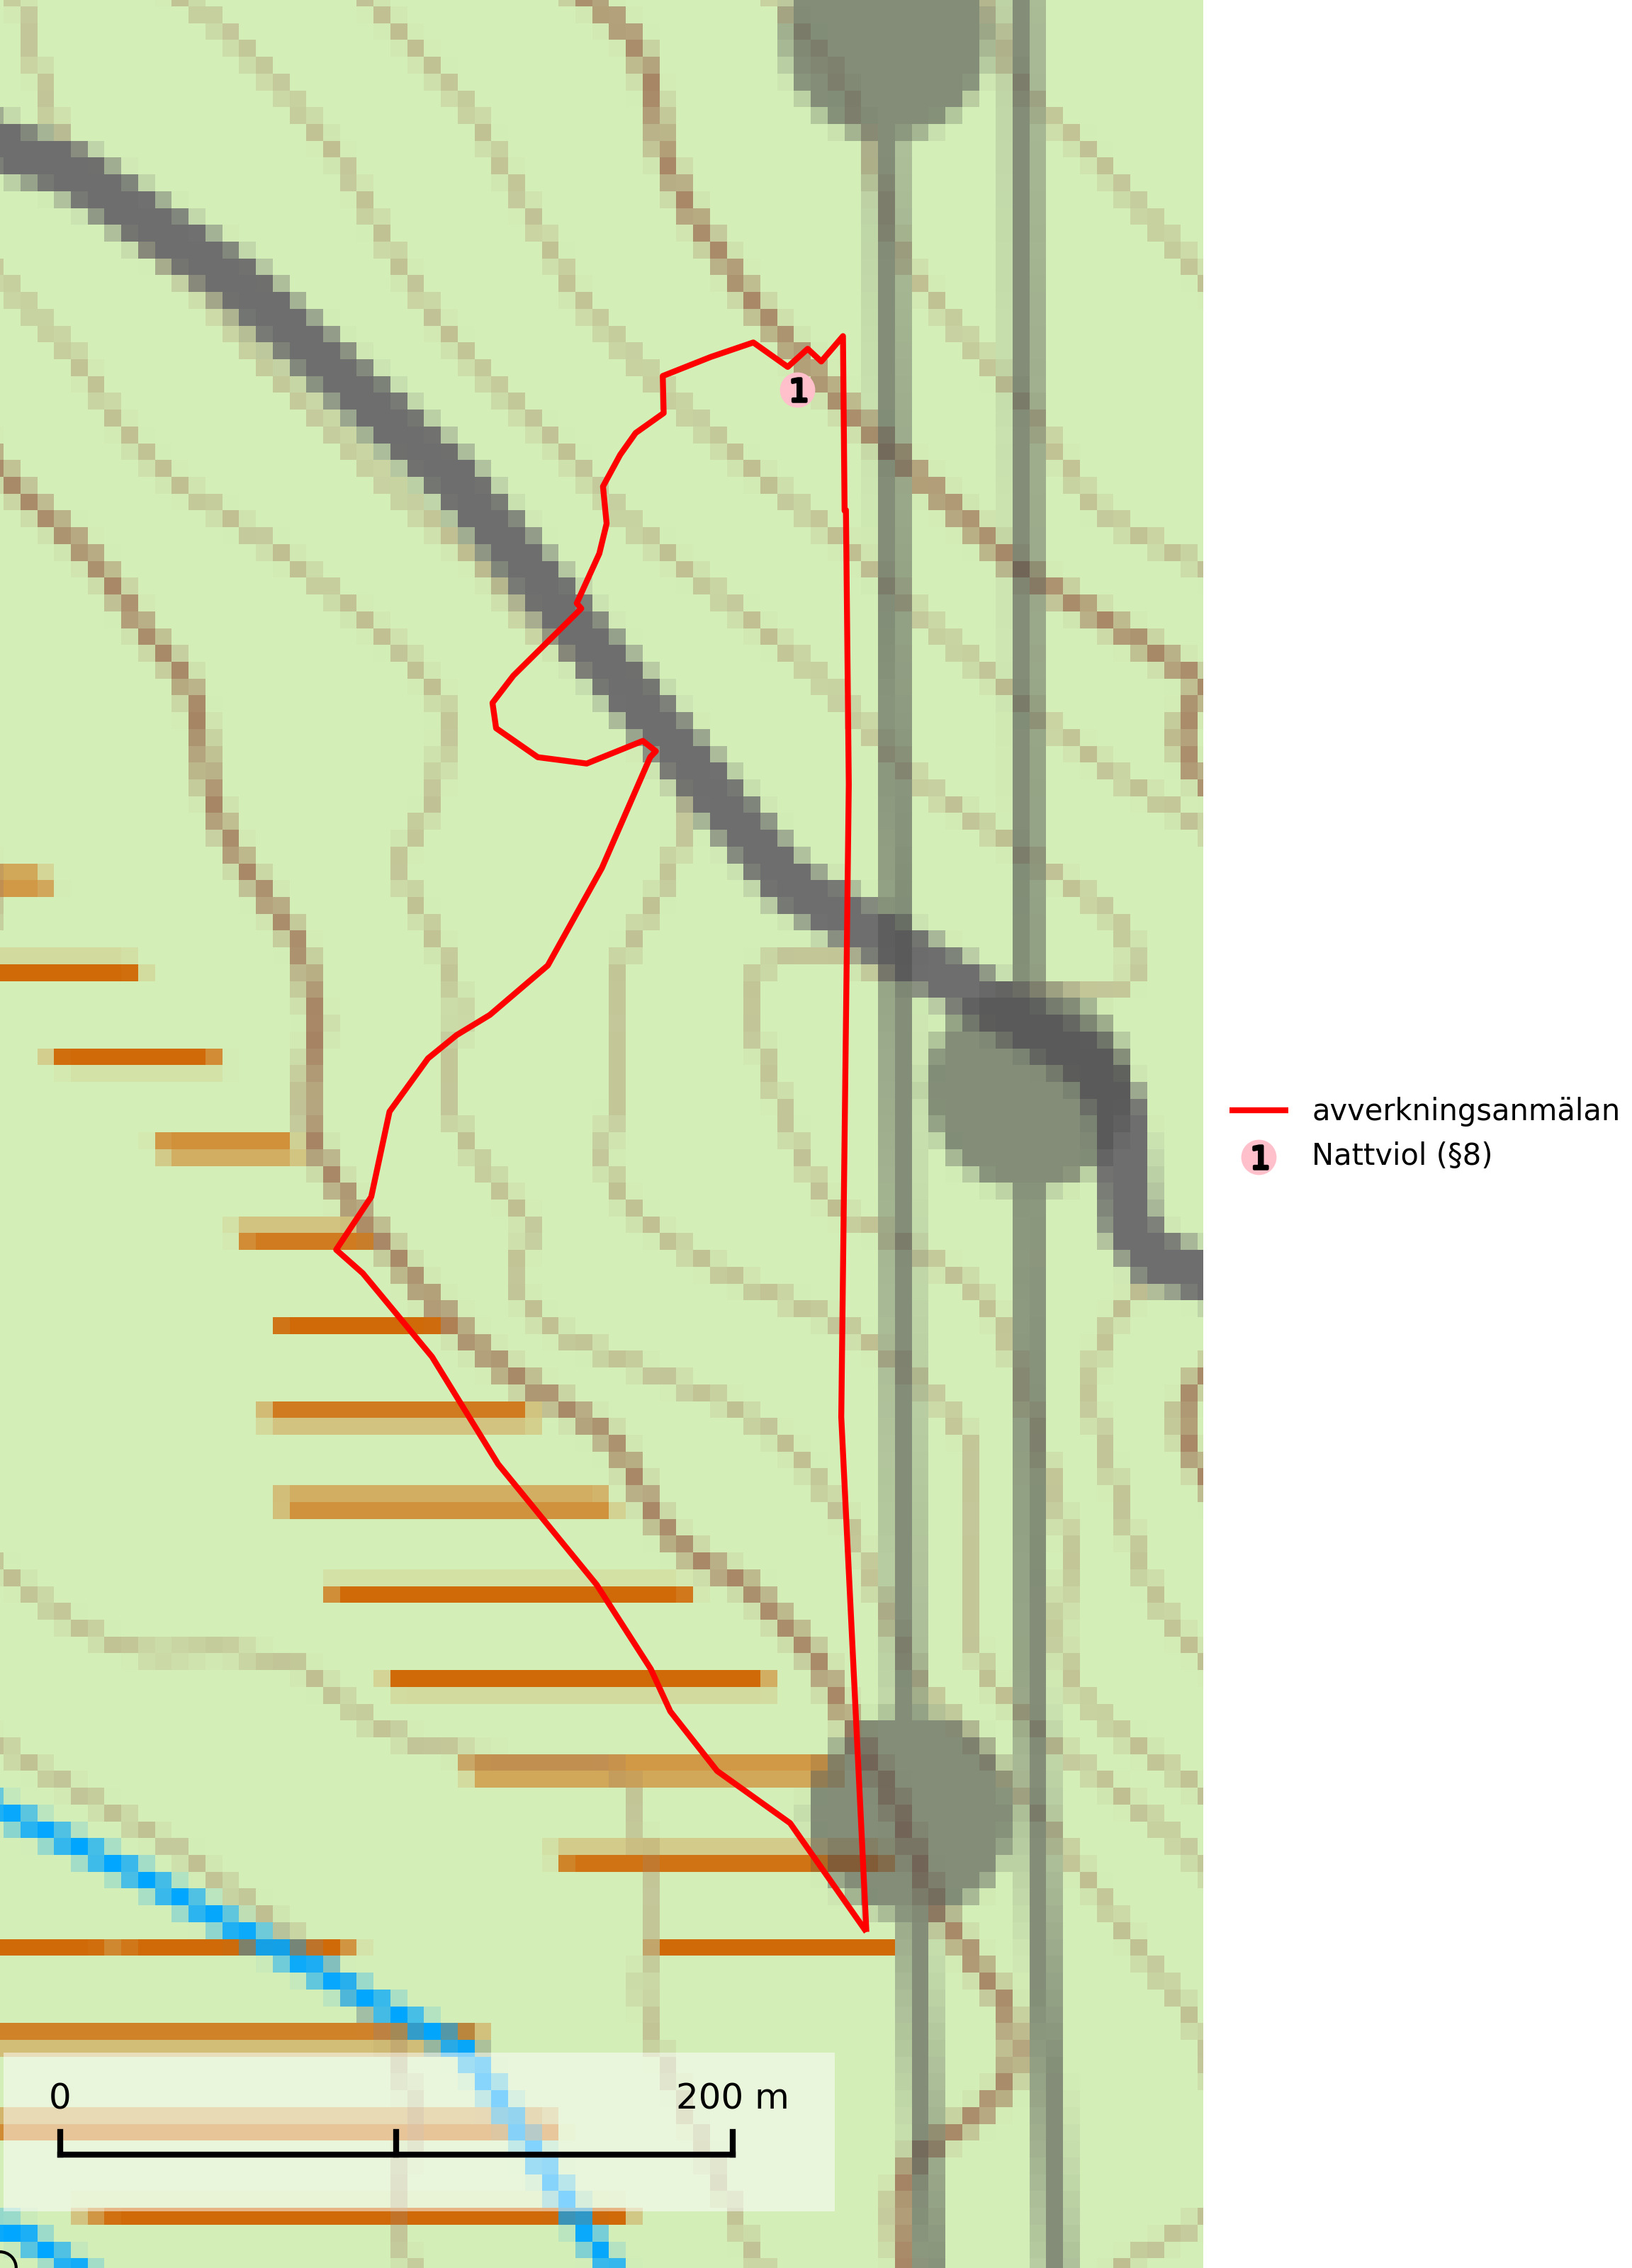 1
avverkningsanmälan
1 Nattviol (§8)
0 200 m